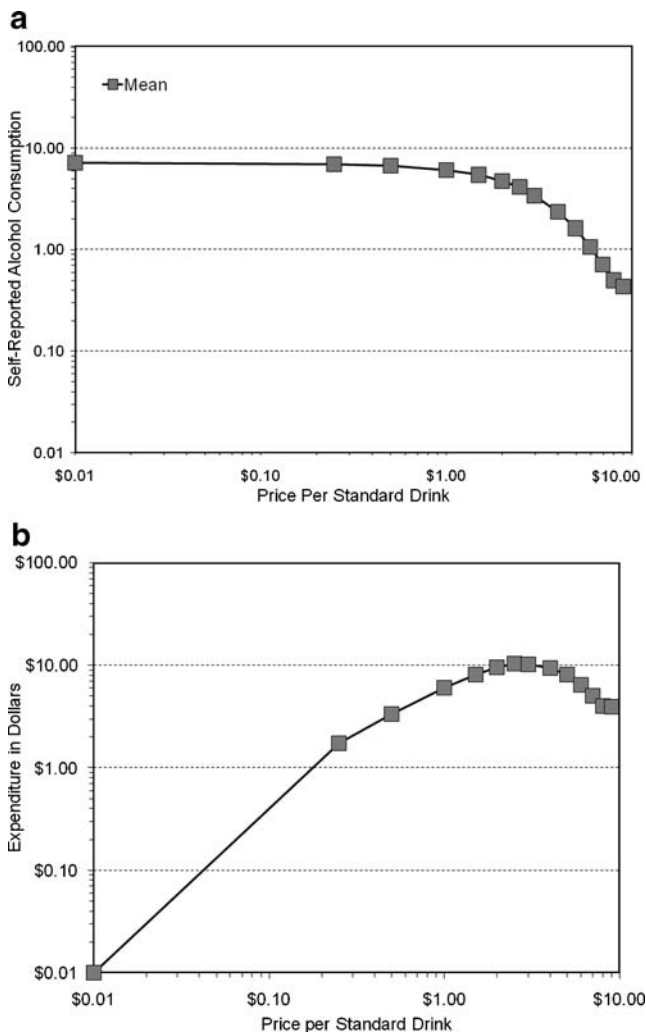 a
100.00
Mean
10.00
1.00
0.10
0.01
Self-Reported Alcohol Consumption
$0.01 $0.10 $1.00 $10.00
Price Per Standard Drink
b
$100.00
$10.00
$1.00
$0.10
$0.01
Expenditure in Dollars
$0.01 $0.10 $1.00 $10.00
Price per Standard Drink